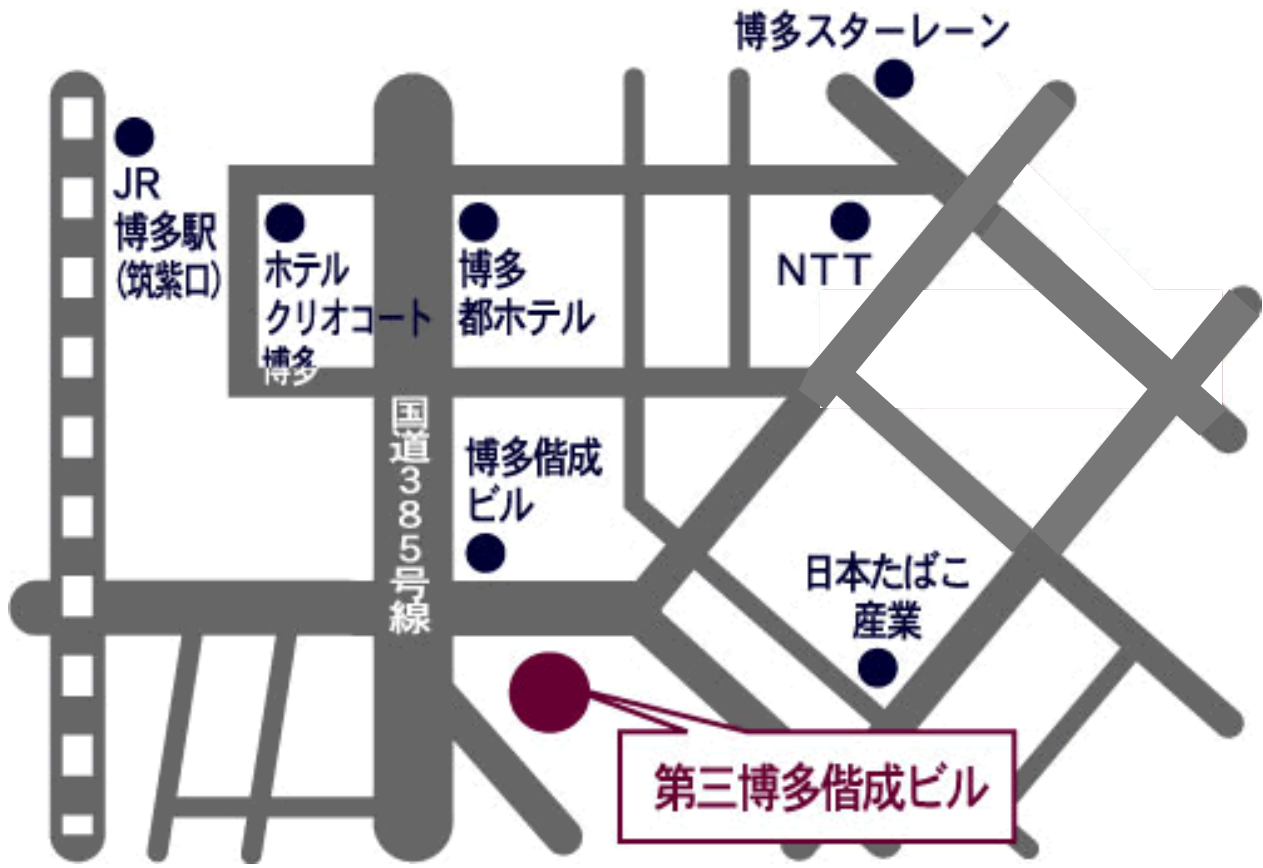 博多スターレーン
JR
博多駅
(筑紫口)
ホテル
クリオコート
博多
博多
都ホテル
NTT
国道385号線
博多偕成
ビル
日本たばこ
産業
第三博多偕成ビル